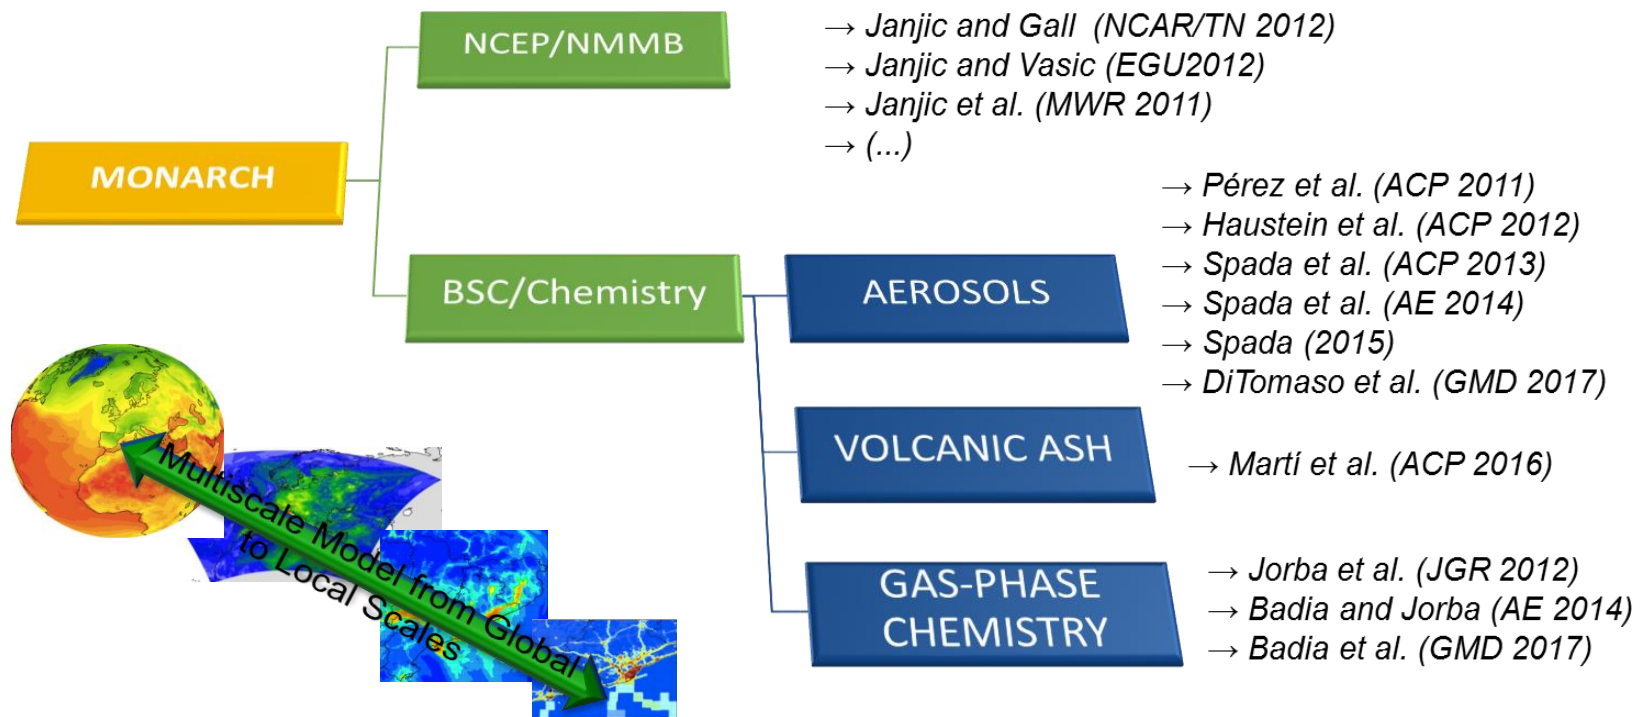 NCEP/NMMB
→ Janjic and Gall (NCAR/TN 2012)
→ Janjic and Vasic (EGU2012)
→ Janjic et al. (MWR 2011)
→ (...)
MONARCH
BSC/Chemistry
AEROSOLS
→ Pérez et al. (ACP 2011)
→ Haustein et al. (ACP 2012)
→ Spada et al. (ACP 2013)
→ Spada et al. (AE 2014)
→ Spada (2015)
→ DiTomaso et al. (GMD 2017)
VOLCANIC ASH
→ Martí et al. (ACP 2016)
GAS-PHASE
CHEMISTRY
→ Jorba et al. (JGR 2012)
→ Badia and Jorba (AE 2014)
→ Badia et al. (GMD 2017)
Multiscale Model from Global
to Local Scales